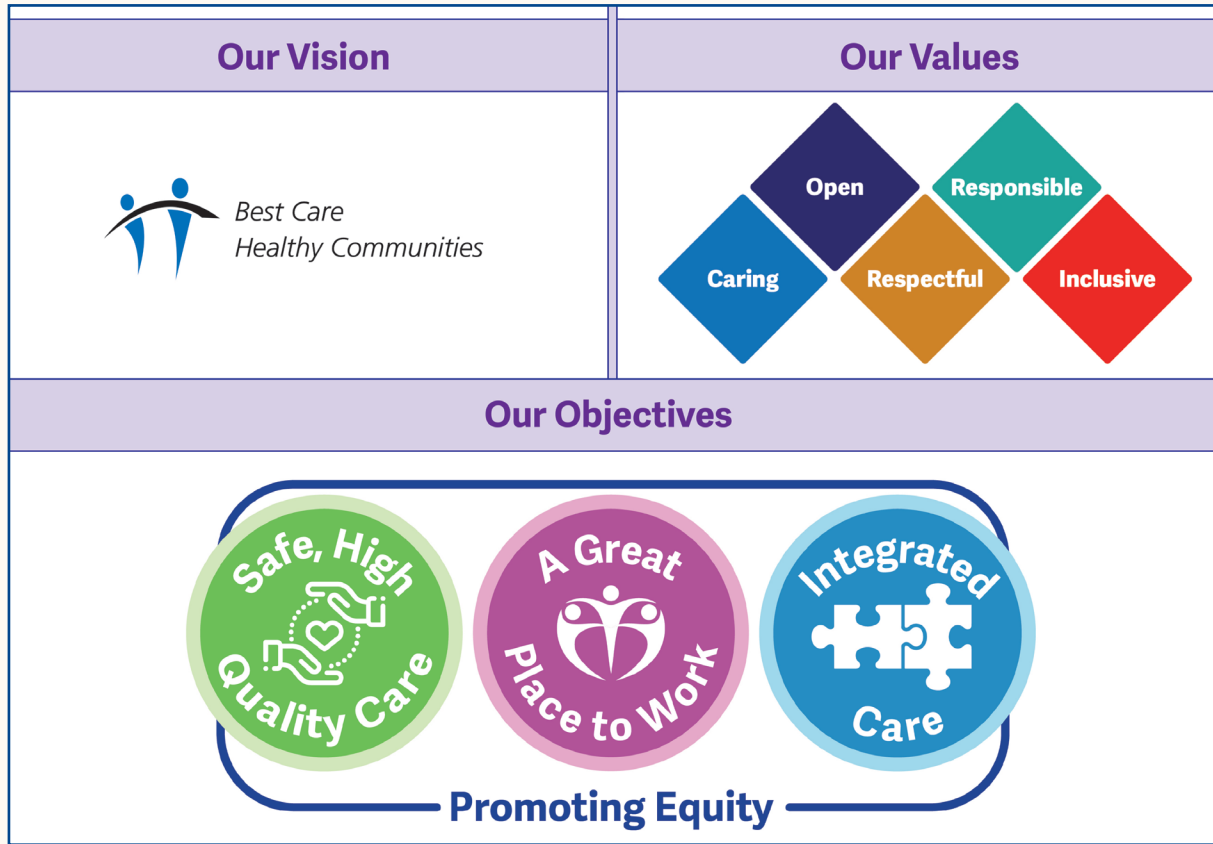 Our Vision
Best Care
Healthy Communities
Our Values
Open
Responsible
Caring
Respectful
Inclusive
Our Objectives
Safe, High
Quality Care
A Great
Place to Work
Integrated
Care
Promoting Equity